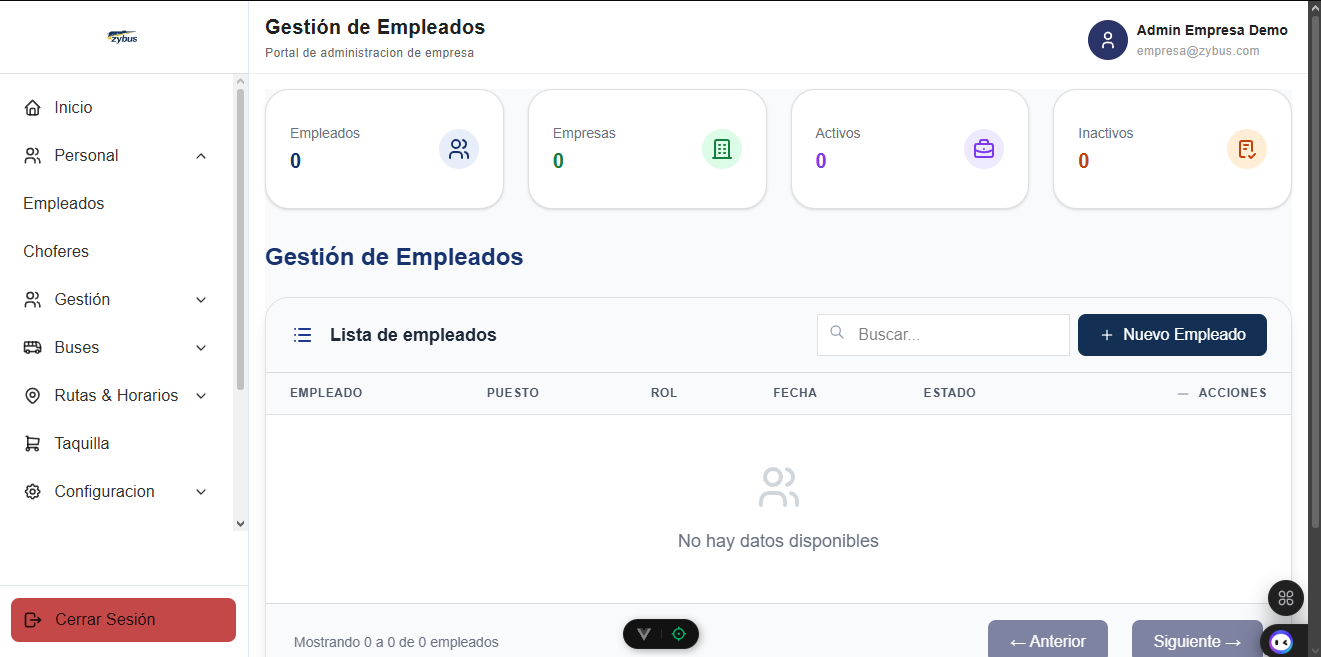 zybus
Gestión de Empleados
Portal de administracion de empresa
Admin Empresa Demo
empresa@zybus.com
Inicio
Personal
Empleados
Choferes
Gestión
Buses
Rutas & Horarios
Taquilla
Configuracion
Cerrar Sesión
Empleados
0
Empresas
0
Activos
0
Inactivos
0
Gestión de Empleados
Lista de empleados
Buscar...
+ Nuevo Empleado
EMPLEADO PUESTO ROL FECHA ESTADO — ACCIONES
No hay datos disponibles
Mostrando 0 a 0 de 0 empleados
← Anterior
Siguiente →